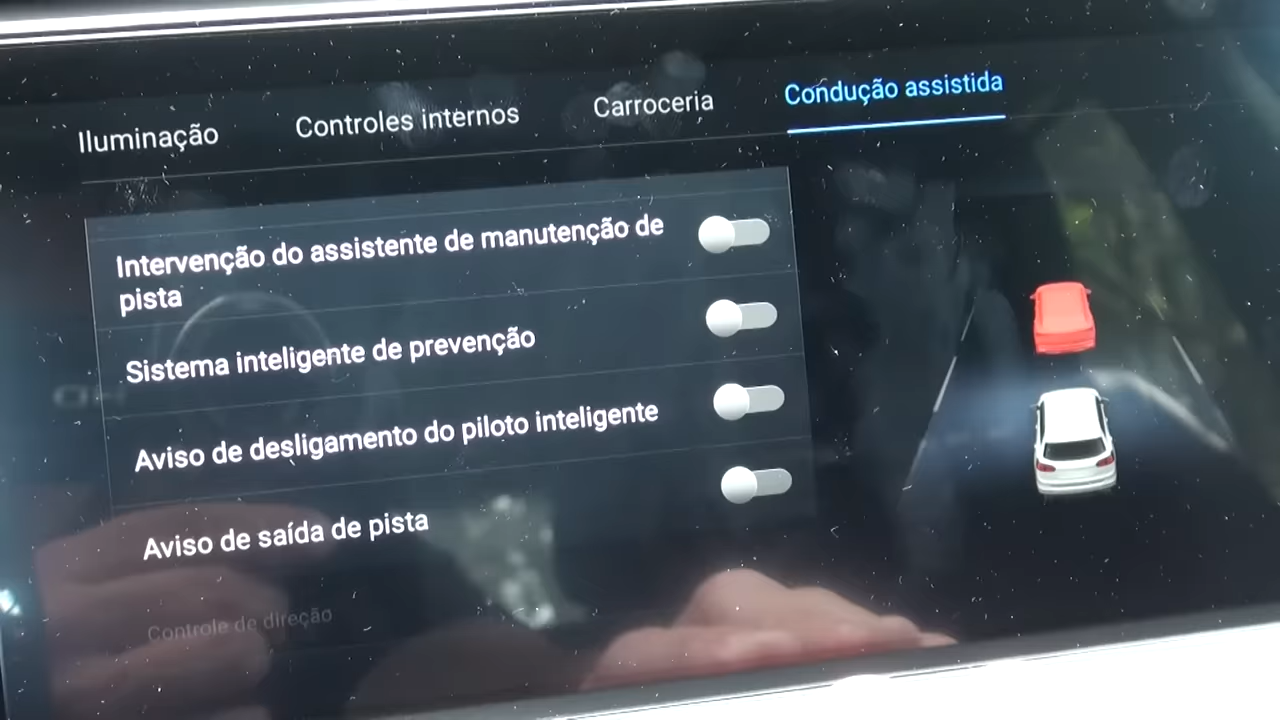 Iluminação
Controles internos
Carroceria
Condução assistida
Intervenção do assistente de manutenção de
pista
Sistema inteligente de prevenção
Aviso de desligamento do piloto inteligente
Aviso de saída de pista
Controle de direção